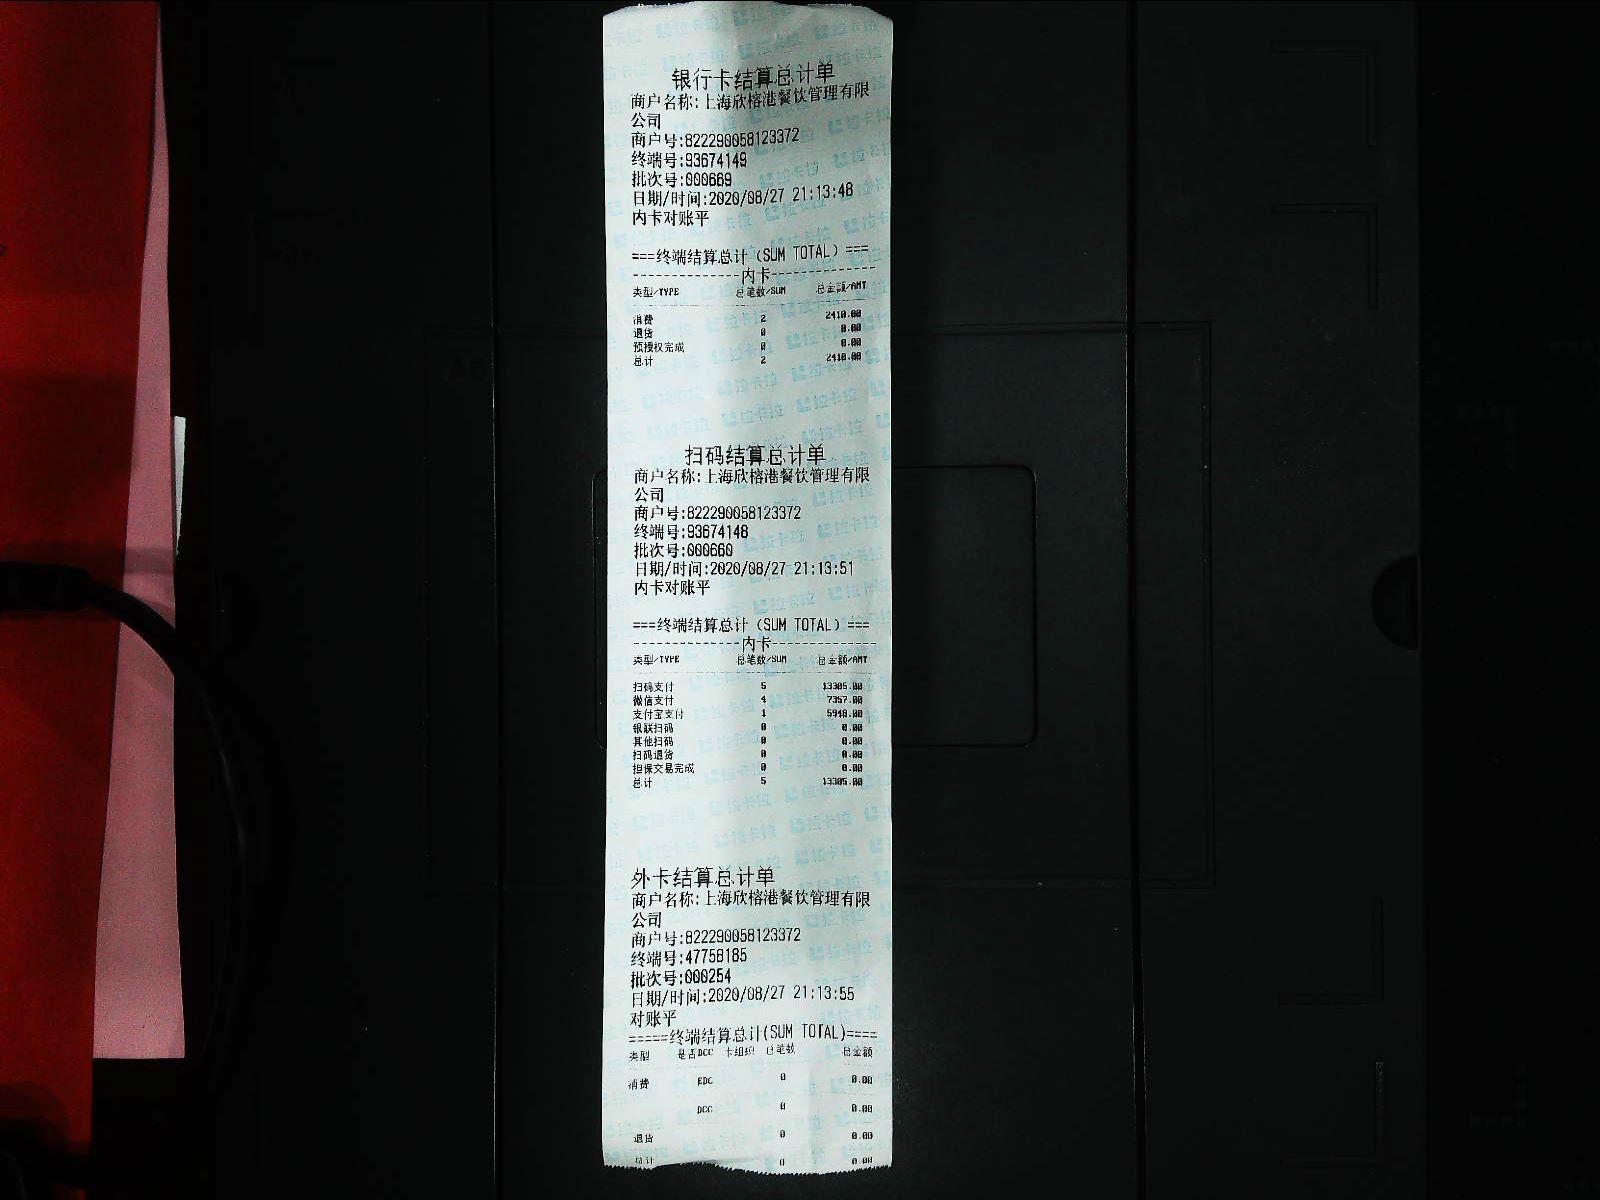 银行卡结算总计单
商户名称:上海欣榕港餐饮管理有限
公司
商户号:822290058123372
终端号:93674149
批次号:000669
日期/时间:2020/08/27 21:13:48
内卡对账平
===终端结算总计（SUM TOTAL）===
--------------内卡--------------
类型/TYPE 总笔数/SUM 总金额/AMT
消费 2 2410.00
退货 0 0.00
预授权完成 0 0.00
总计 2 2410.00
扫码结算总计单
商户名称:上海欣榕港餐饮管理有限
公司
商户号:822290058123372
终端号:93674148
批次号:000660
日期/时间:2020/08/27 21:13:51
内卡对账平
===终端结算总计（SUM TOTAL）===
--------------内卡--------------
类型/TYPE 总笔数/SUM 总金额/AMT
扫码支付 5 13305.00
微信支付 4 7357.00
支付宝支付 1 5948.00
银联扫码 0 0.00
其他扫码 0 0.00
扫码退货 0 0.00
担保交易完成 0 0.00
总计 5 13305.00
外卡结算总计单
商户名称:上海欣榕港餐饮管理有限
公司
商户号:822290058123372
终端号:47758185
批次号:000254
日期/时间:2020/08/27 21:13:55
对账平
=====终端结算总计(SUM TOTAL)====
类型 是否DCC 卡组织 总笔数 总金额
消费 EDC 0 0.00
DCC 0 0.00
退货 0 0.00
总计 0 0.00